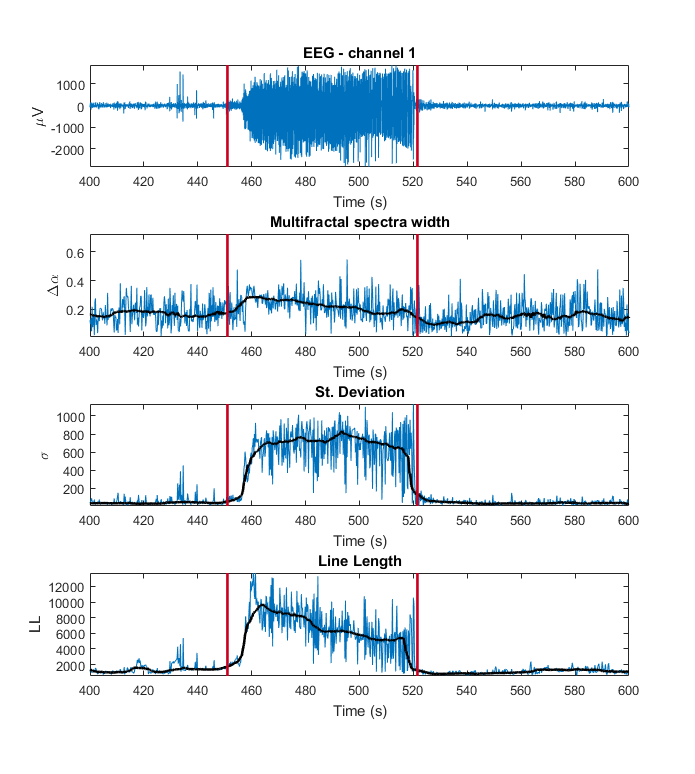 EEG - channel 1
1000
0
-1000
-2000
μV
400 420 440 460 480 500 520 540 560 580 600
Time (s)
Multifractal spectra width
0.6
0.4
0.2
Δα
400 420 440 460 480 500 520 540 560 580 600
Time (s)
St. Deviation
1000
800
600
400
200
σ
400 420 440 460 480 500 520 540 560 580 600
Time (s)
Line Length
12000
10000
8000
6000
4000
2000
LL
400 420 440 460 480 500 520 540 560 580 600
Time (s)